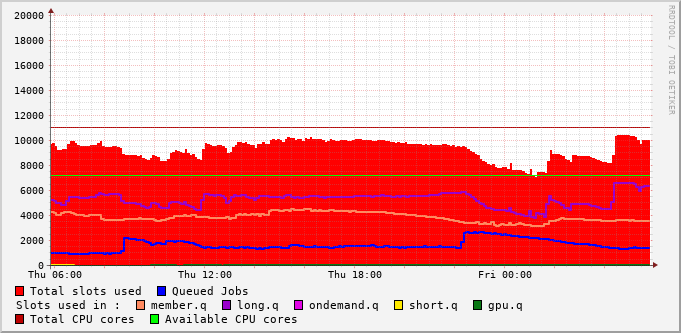 20000
18000
16000
14000
12000
10000
8000
6000
4000
2000
0
Thu 06:00 Thu 12:00 Thu 18:00 Fri 00:00
Total slots used Queued Jobs
Slots used in : member.q long.q ondemand.q short.q gpu.q
Total CPU cores Available CPU cores
RRDTOOL / TOBI OETIKER